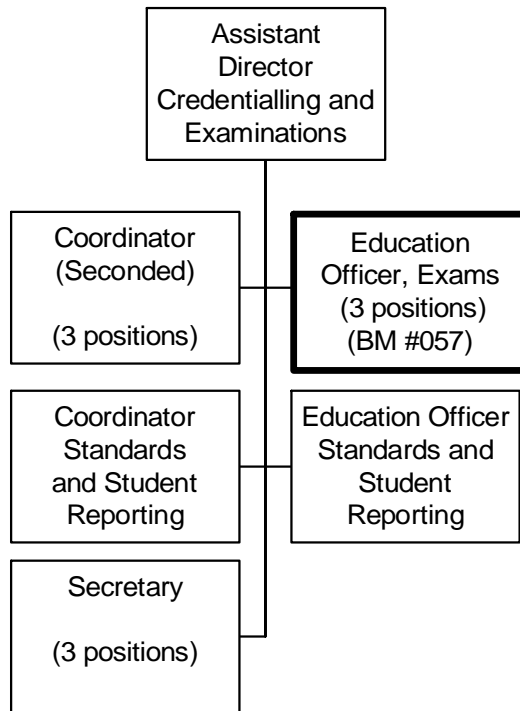 Assistant
Director
Credentialling and
Examinations
Coordinator
(Seconded)
(3 positions)
Education
Officer, Exams
(3 positions)
(BM #057)
Coordinator
Standards
and Student
Reporting
Education Officer
Standards and
Student
Reporting
Secretary
(3 positions)